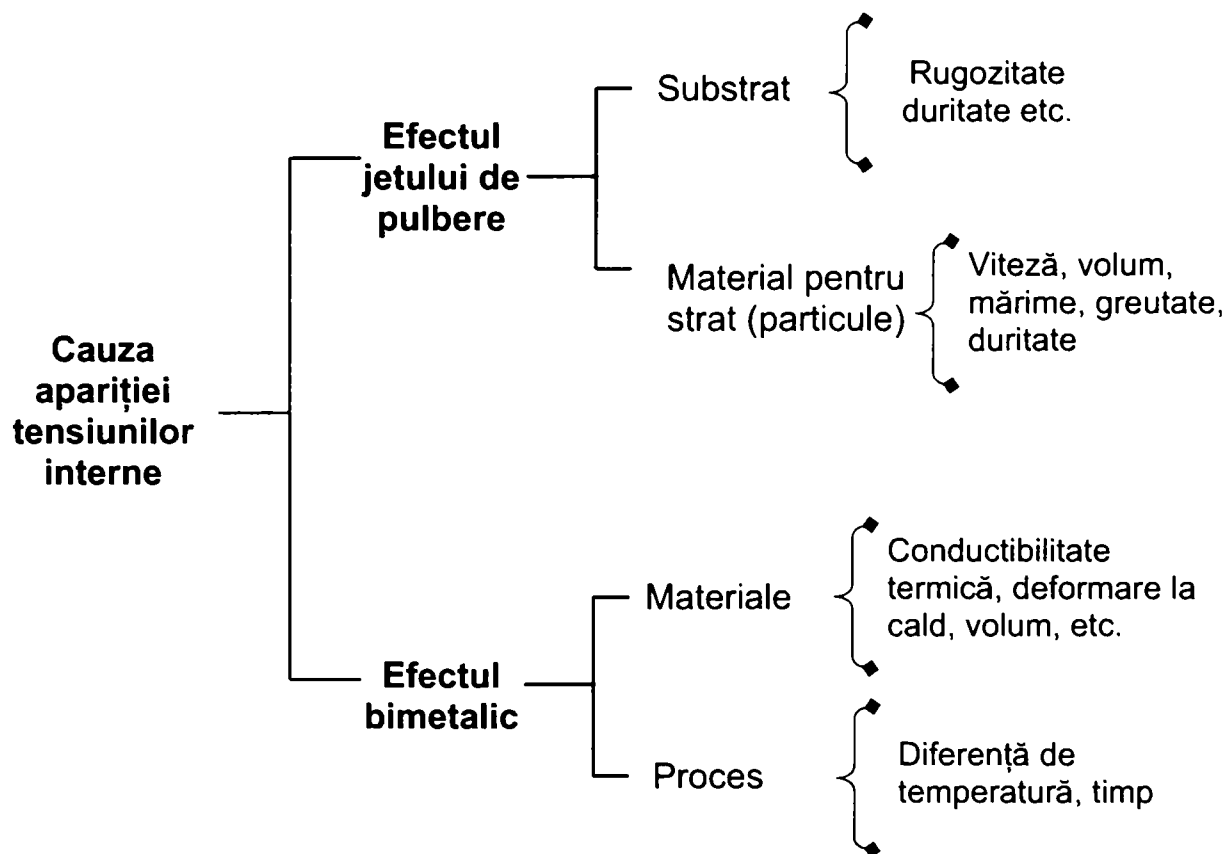 Cauza
apariției
tensiunilor
interne
Efectul
jetului de
pulbere
Substrat
Rugozitate
duritate etc.
Material pentru
strat (particule)
Viteză, volum,
mărime, greutate,
duritate
Efectul
bimetalic
Materiale
Conductibilitate
termică, deformare la
cald, volum, etc.
Proces
Diferență de
temperatură, timp